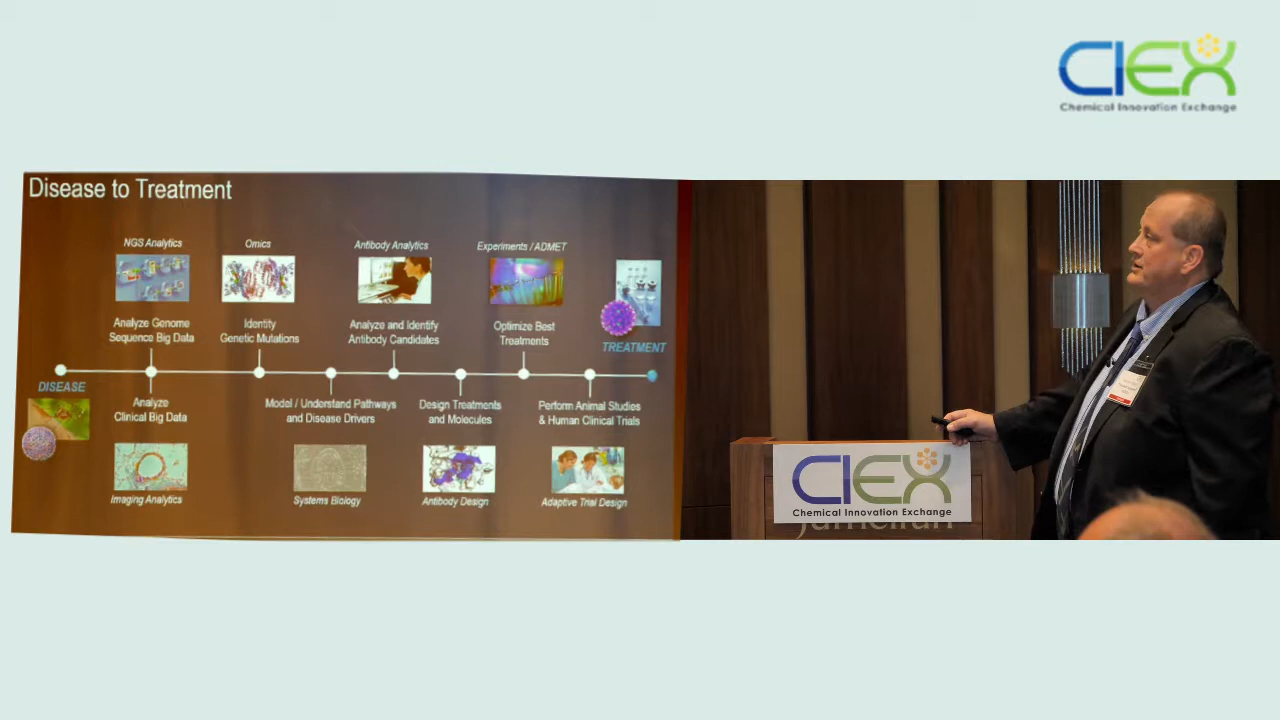 CIEX
Chemical Innovation Exchange
Disease to Treatment
NGS Analytics
Omics
Antibody Analytics
Experiments / ADMET
Analyze Genome
Sequence Big Data
Identity
Genetic Mutations
Analyze and Identify
Antibody Candidates
Optimize Best
Treatments
TREATMENT
DISEASE
Analyze
Clinical Big Data
Model / Understand Pathways
and Disease Drivers
Design Treatments
and Molecules
Perform Animal Studies
& Human Clinical Trials
Imaging Analytics
Systems Biology
Antibody Design
Adaptive Trial Design
CIEX
Chemical Innovation Exchange